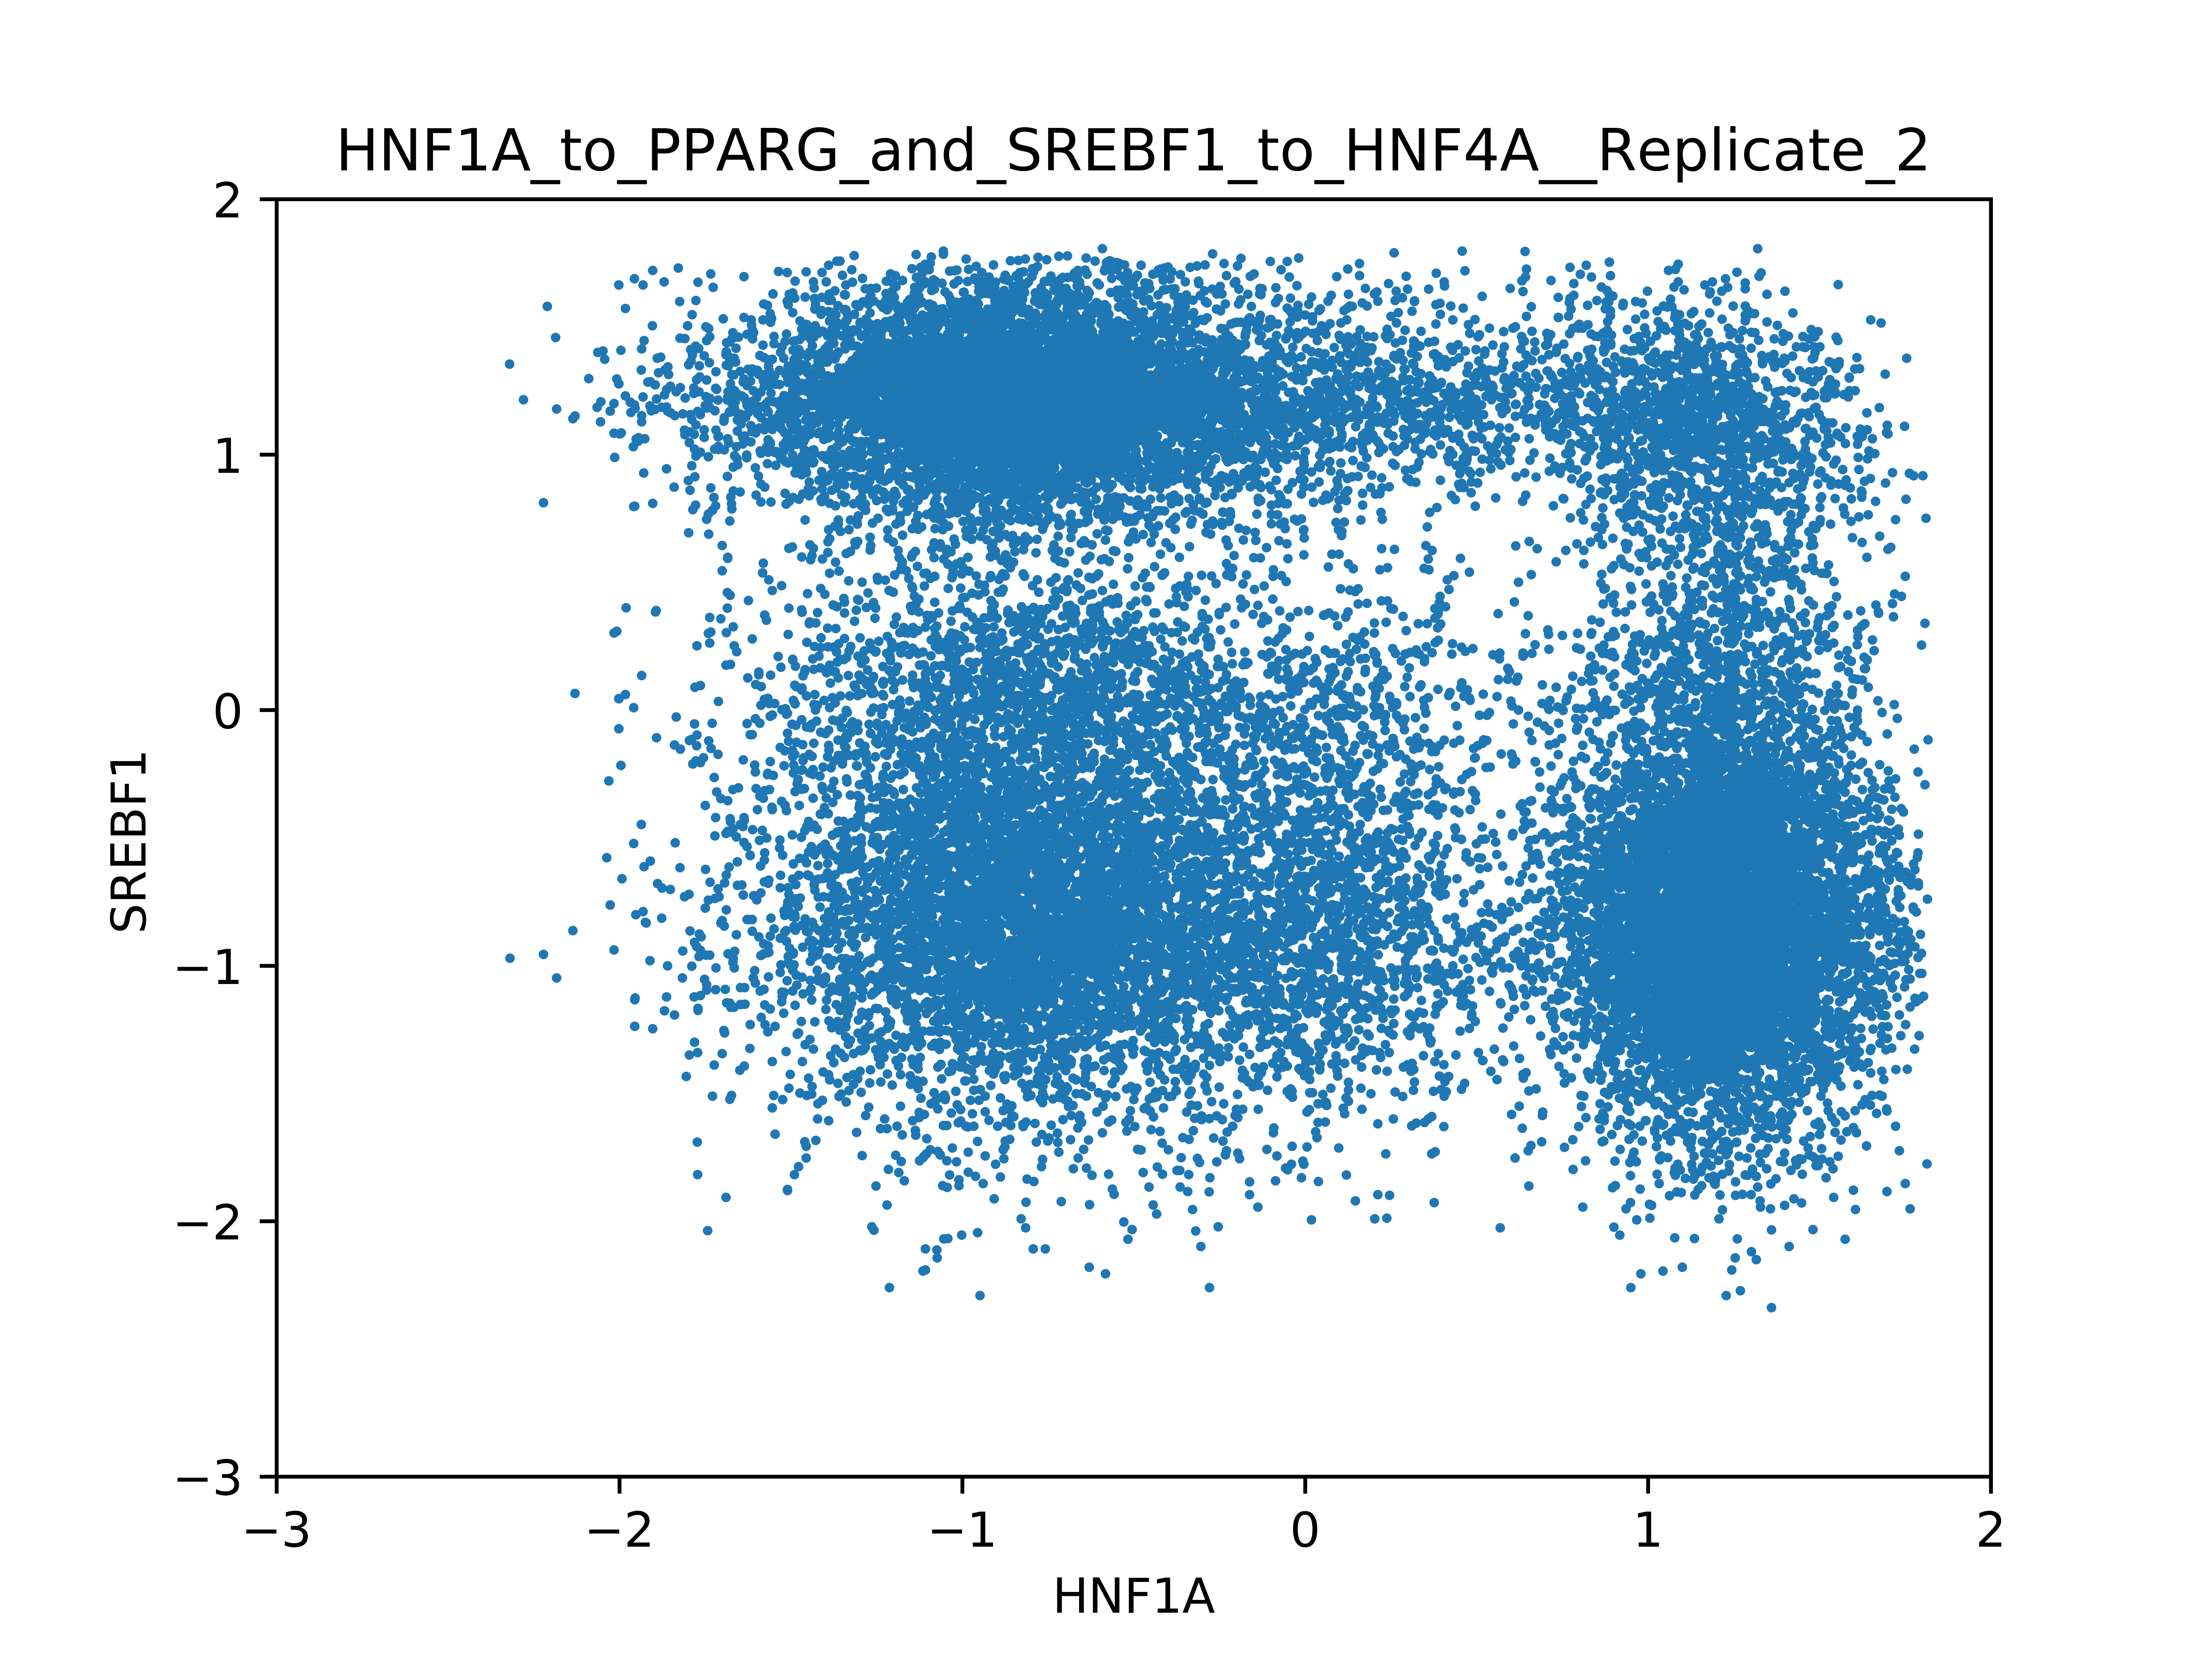 HNF1A_to_PPARG_and_SREBF1_to_HNF4A__Replicate_2
2
1
0
−1
−2
−3
SREBF1
−3 −2 −1 0 1 2
HNF1A